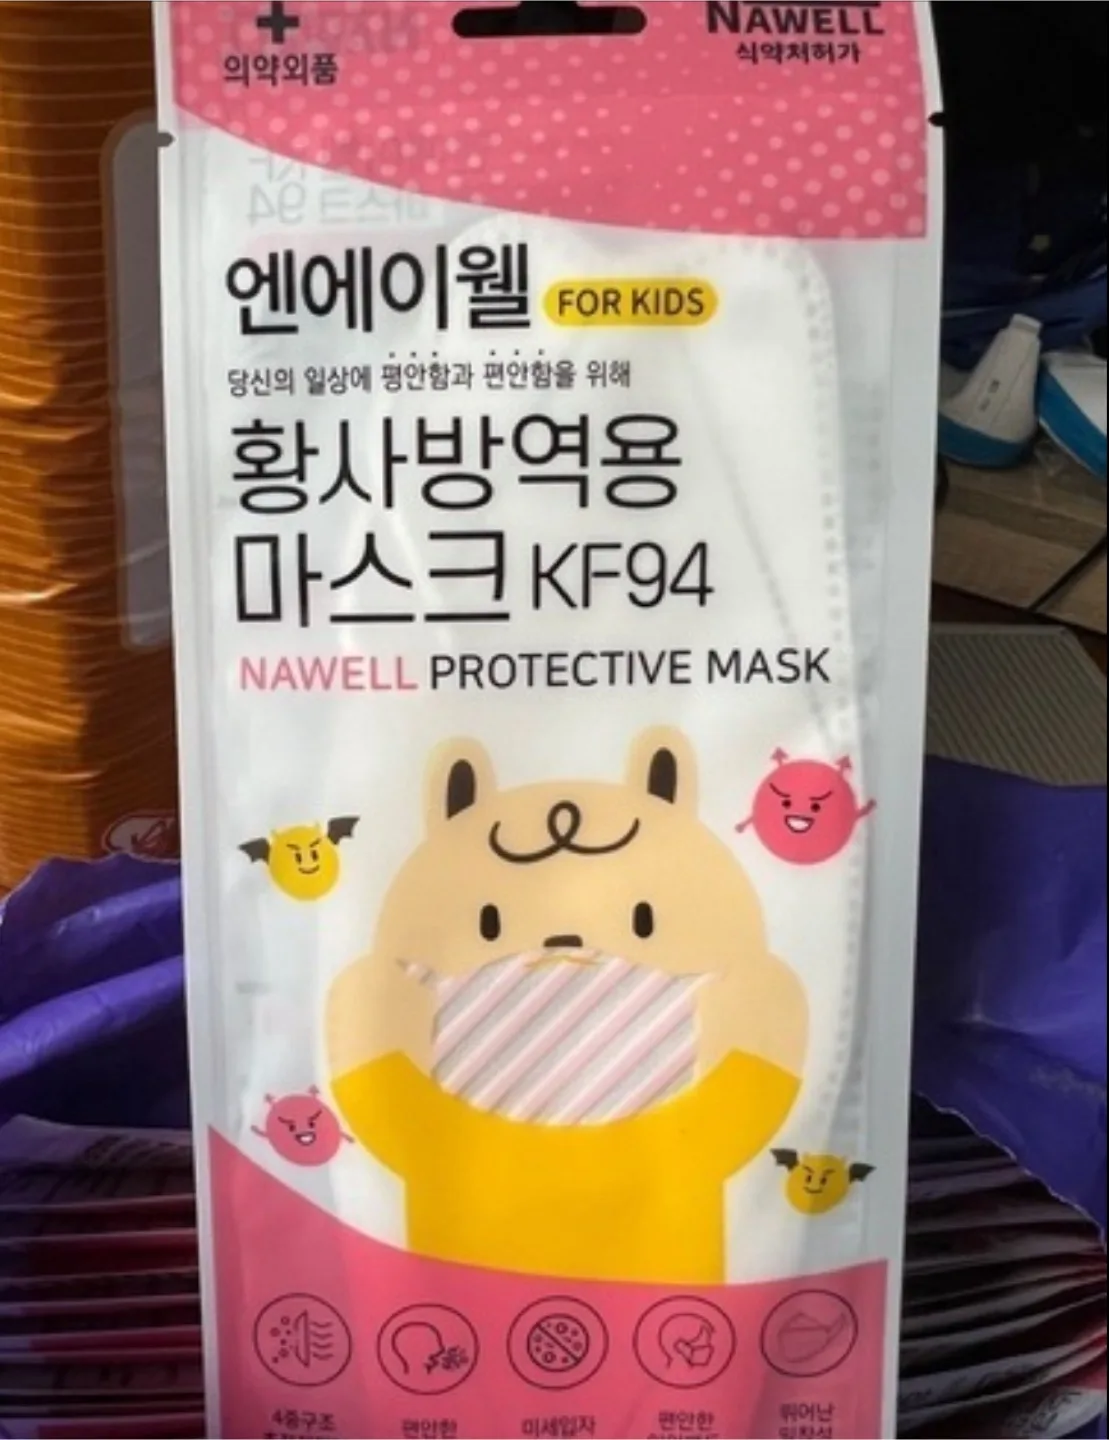 NAWELL
의약외품
식약처허가
엔에이웰 FOR KIDS
당신의 일상에 평안함과 편안함을 위해
황사방역용
마스크 KF94
NAWELL PROTECTIVE MASK
4중구조 편안한 미세입자 편안한 뛰어난